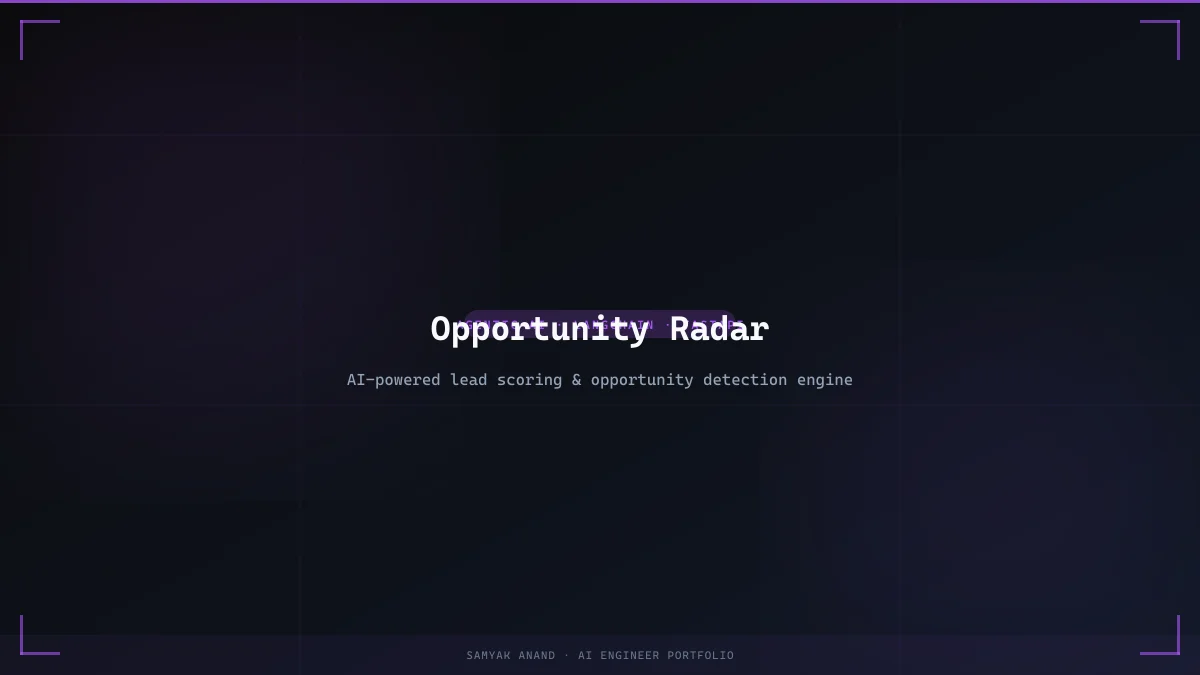 Opportunity Radar
AI-powered lead scoring & opportunity detection engine
SAMYAK ANAND · AI ENGINEER PORTFOLIO